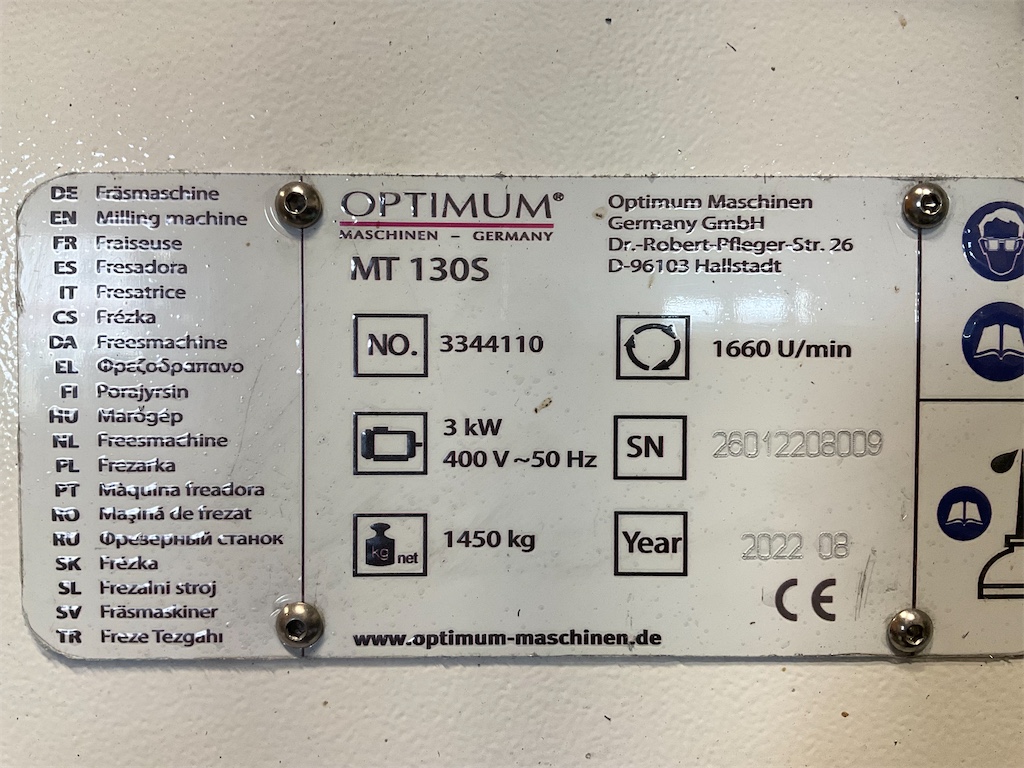 DE Fräsmaschine
EN Milling machine
FR Fraiseuse
ES Fresadora
IT Fresatrice
CS Frézka
DA Freesmachine
EL Φρεζοδραπανο
FI Porajyrsin
HU Marógép
NL Freesmachine
PL Frezarka
PT Máquina freadora
RO Maşină de frezat
RU Фрезерный станок
SK Frézka
SL Frezalni stroj
SV Fräsmaskiner
TR Freze Tezgahı
OPTIMUM®
MASCHINEN – GERMANY
MT 130S
Optimum Maschinen
Germany GmbH
Dr.-Robert-Pfleger-Str. 26
D-96103 Hallstadt
NO. 3344110
1660 U/min
3 kW
400 V ~50 Hz
SN 26012208009
kg net 1450 kg
Year 2022 08
CE
www.optimum-maschinen.de